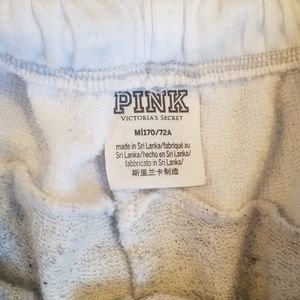 PINK
VICTORIA'S SECRET
M|170/72A
made in Sri Lanka/fabriqué au
Sri Lanka/hecho en Sri Lanka/
fabbricato in Sri Lanka/
斯里兰卡制造